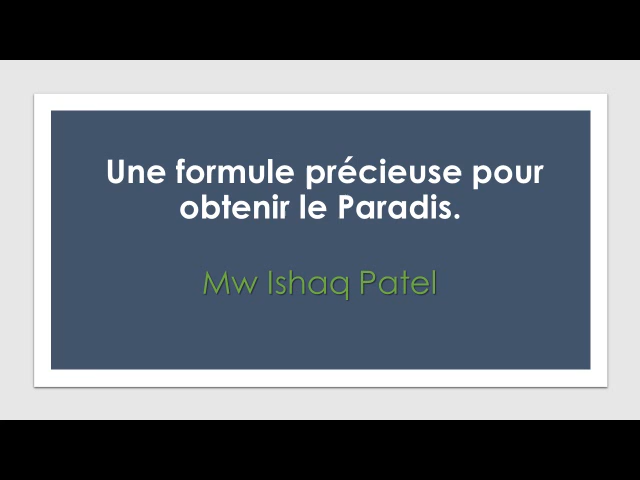 Une formule précieuse pour
obtenir le Paradis.
Mw Ishaq Patel